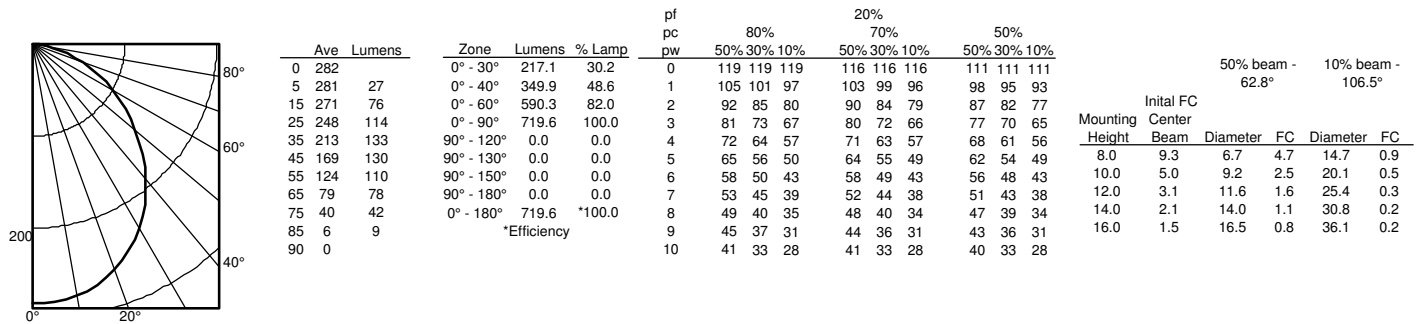 80°
60°
200
40°
0° 20°
Ave Lumens
0 282
5 281 27
15 271 76
25 248 114
35 213 133
45 169 130
55 124 110
65 79 78
75 40 42
85 6 9
90 0
Zone Lumens % Lamp
0° - 30° 217.1 30.2
0° - 40° 349.9 48.6
0° - 60° 590.3 82.0
0° - 90° 719.6 100.0
90° - 120° 0.0 0.0
90° - 130° 0.0 0.0
90° - 150° 0.0 0.0
90° - 180° 0.0 0.0
0° - 180° 719.6 *100.0
*Efficiency
pf 20%
pc 80% 70% 50%
pw 50% 30% 10% 50% 30% 10% 50% 30% 10%
0 119 119 119 116 116 116 111 111 111
1 105 101 97 103 99 96 98 95 93
2 92 85 80 90 84 79 87 82 77
3 81 73 67 80 72 66 77 70 65
4 72 64 57 71 63 57 68 61 56
5 65 56 50 64 55 49 62 54 49
6 58 50 43 58 49 43 56 48 43
7 53 45 39 52 44 38 51 43 38
8 49 40 35 48 40 34 47 39 34
9 45 37 31 44 36 31 43 36 31
10 41 33 28 41 33 28 40 33 28
50% beam - 10% beam -
62.8° 106.5°
Inital FC
Mounting Center
Height Beam Diameter FC Diameter FC
8.0 9.3 6.7 4.7 14.7 0.9
10.0 5.0 9.2 2.5 20.1 0.5
12.0 3.1 11.6 1.6 25.4 0.3
14.0 2.1 14.0 1.1 30.8 0.2
16.0 1.5 16.5 0.8 36.1 0.2